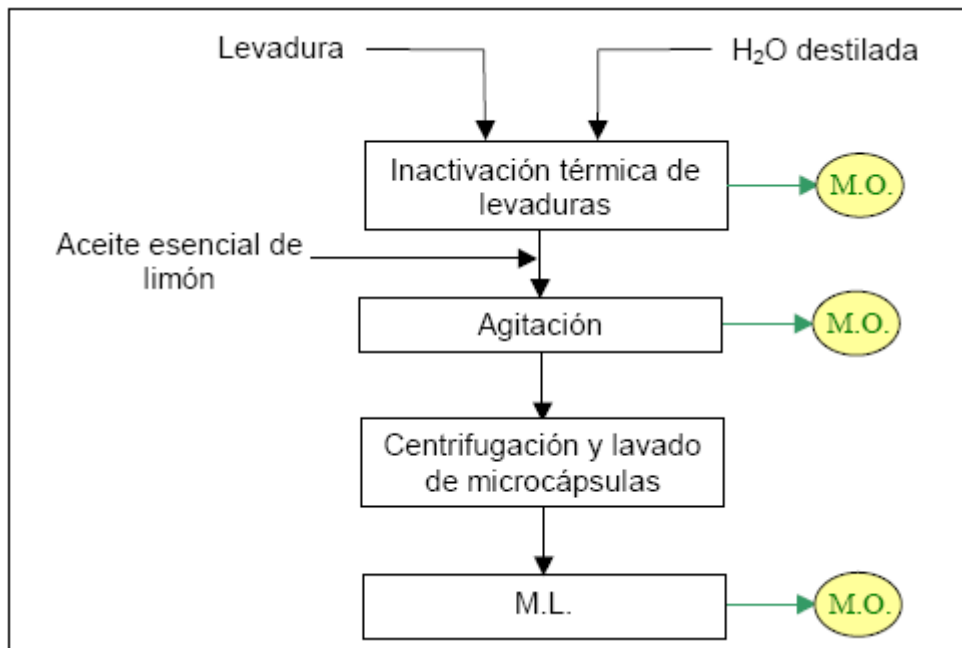 Levadura
H₂O destilada
Inactivación térmica de
levaduras
M.O.
Aceite esencial de
limón
Agitación
M.O.
Centrifugación y lavado
de microcápsulas
M.L.
M.O.